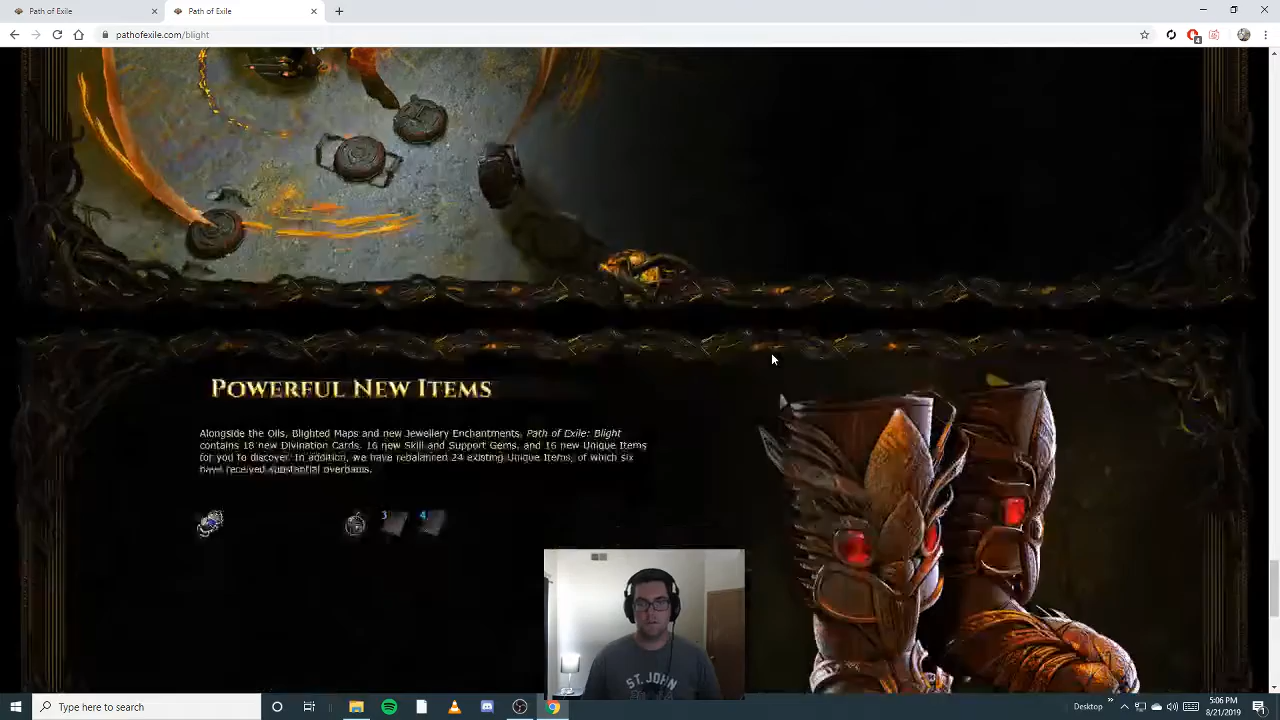 Path of Exile
Path of Exile
pathofexile.com/blight
4
POWERFUL NEW ITEMS
Alongside the Oils, Blighted Maps and new Jewellery Enchantments, Path of Exile: Blight
contains 18 new Divination Cards, 16 new Skill and Support Gems, and 16 new Unique Items
for you to discover. In addition, we have rebalanced 24 existing Unique Items, of which six
have received substantial overhauls.
3
4
ST. JOHN
Type here to search
Desktop
5:06 PM
8/21/2019